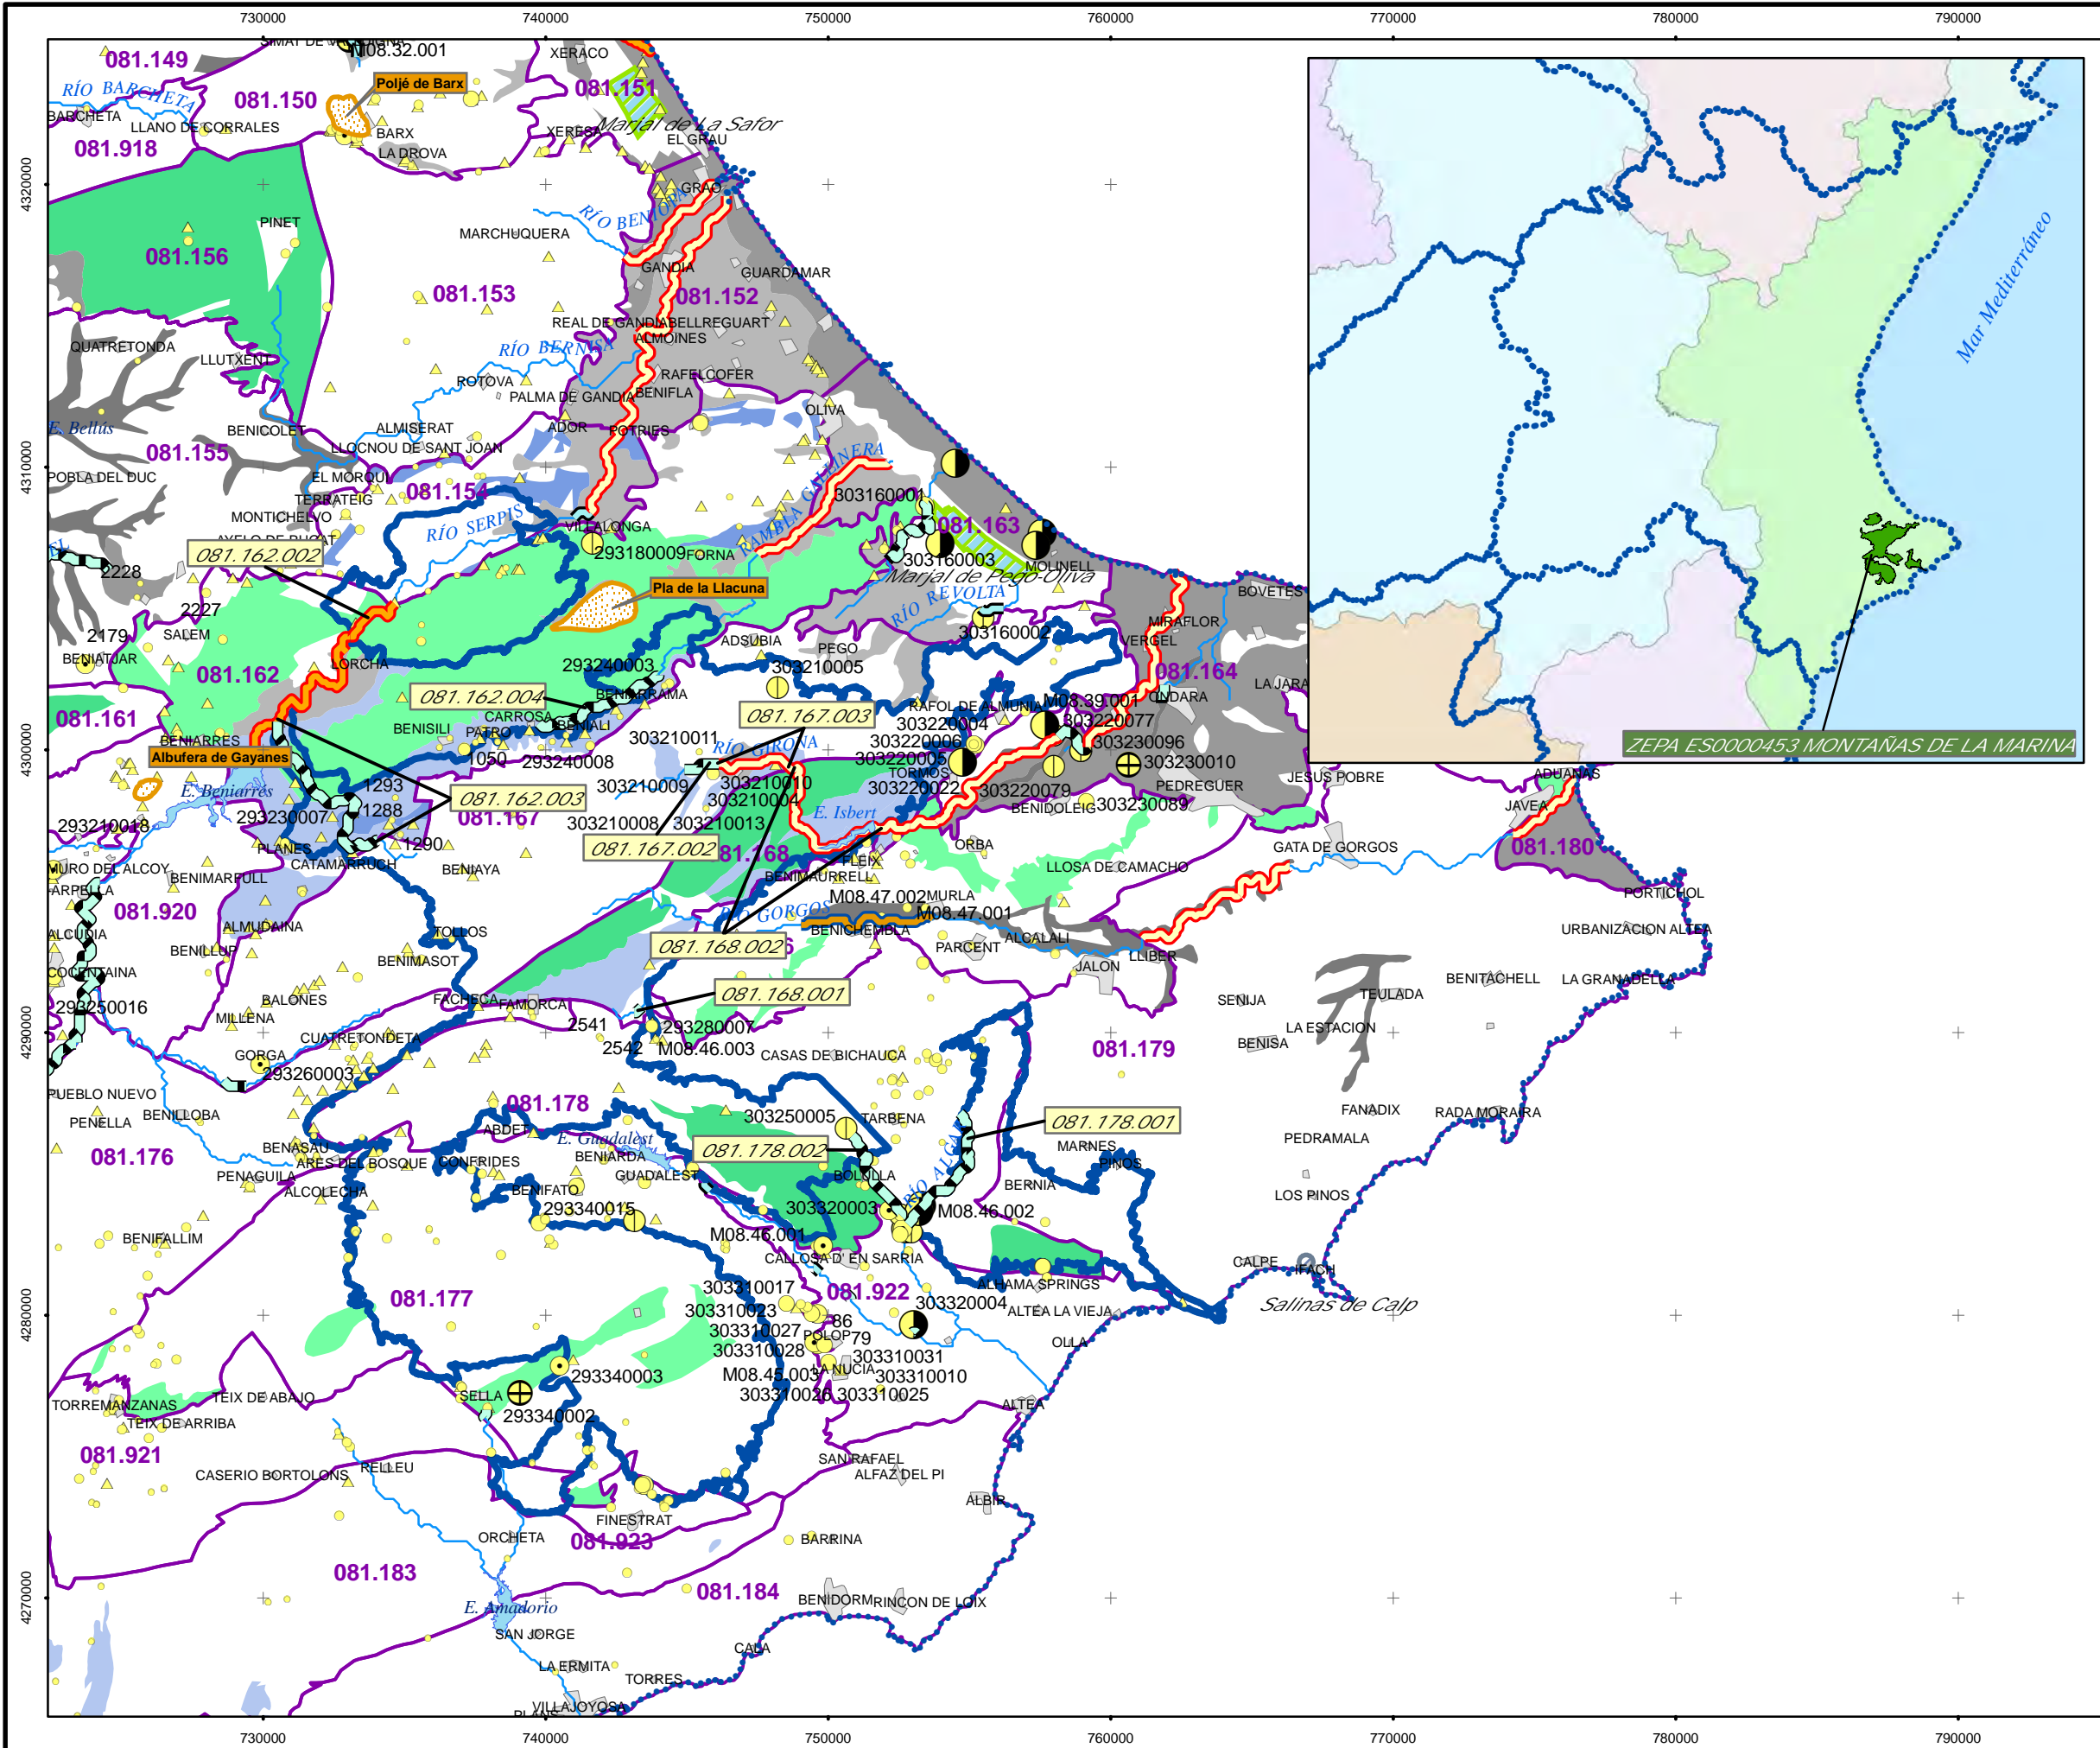 730000 740000 750000 760000 770000 780000 790000
SIMAT DE VALLDIGNA
M08.32.001
XERACO
081.149
Poljé de Barx
081.151
RÍO BARCHETA
081.150
BARCHETA
LLANO DE CORRALES
BARX
XERESA
Marjal de La Safor
EL GRAU
081.918
LA DROVA
4320000
GRAO
RÍO BENIOPA
PINET
MARCHUQUERA
081.156
GANDIA
GUARDAMAR
081.153
081.152
REAL DE GANDIA
BELLREGUART
ALMOINES
QUATRETONDA
RÍO BERNISA
LLUTXENT
RAFELCOFER
ROTOVA
PALMA DE GANDIA
BENIFLA
OLIVA
E. Bellús
BENICOLET
ALMISERAT
ADOR
POTRIES
081.155
LLOCNOU DE SANT JOAN
4310000
POBLA DEL DUC
EL MORQUI
081.154
TERRATEIG
RAMBLA GALLINERA
303160001
MONTICHELVO
RÍO SERPIS
VILLALONGA
081.163
081.162.002
293180009
FORNA
303160003
MOLINELL
Marjal de Pego-Oliva
2228
Pla de la Llacuna
BOVETES
2227
RÍO REVOLTA
MIRAFLOR
2179
SALEM
303160002
VERGEL
BENIATJAR
LORCHA
ADSUBIA
PEGO
081.162
293240003
303210005
081.164
081.162.004
BENIARRAMA
LA JARA
ONDARA
081.161
CARROSA
BENIALI
081.167.003
RAFOL DE ALMUNIA
M08.39.001
BENISILI
PATRO
303220004
303220077
BENIARRES
303210011
RÍO GIRONA
303220006
303230096
4300000
Albufera de Gayanes
1050
293240008
303220005
303230010
TORMOS
JESUS POBRE
ADUANAS
E. Beniarrés
1293
303210009
303210010
303220022
303220079
PEDREGUER
081.162.003
303210004
BENIDOLEIG
303230089
JAVEA
293210018
293230007
1288
081.167
303210008
303210013
E. Isbert
1290
081.167.002
081.168
ORBA
GATA DE GORGOS
081.180
PLANES
CATAMARRUCH
FLEIX
MURO DEL ALCOY
BENIMARFULL
BENIAYA
BENIMAURRELL
LLOSA DE CAMACHO
M08.47.002
MURLA
PORTICHOL
081.920
RÍO GORGOS
M08.47.001
ALMUDAINA
BENICHEMBLA
ALCALALI
URBANIZACION ALTEA
ALCUDIA
TOLLOS
081.168.002
PARCENT
LLIBER
BENILLUP
BENIMASOT
JALON
COCENTAINA
BENITACHELL
LA GRANADELLA
BALONES
FACHECA
FAMORCA
081.168.001
SENIJA
TEULADA
293250016
MILLENA
2541
293280007
LA ESTACION
4290000
CUATRETONDETA
2542
M08.46.003
CASAS DE BICHAUCA
081.179
BENISA
GORGA
293260003
PUEBLO NUEVO
BENILLOBA
081.178
303250005
TARBENA
FANADIX
RADA MORAIRA
PENELLA
ABDET
E. Guadalest
081.178.001
PEDRAMALA
BENASAU
081.176
ARES DEL BOSQUE
CONFRIDES
BENIARDA
081.178.002
MARNES
PINOS
PENAGUILA
GUADALEST
BOLULLA
RÍO ALGAR
BERNIA
ALCOLECHA
BENIFATO
LOS PINOS
293340015
303320003
M08.46.002
BENIFALLIM
M08.46.001
CALLOSA D' EN SARRIA
CALPE
IFACH
081.177
303310017
081.922
ALHAMA SPRINGS
4280000
303310023
86
303320004
ALTEA LA VIEJA
Salinas de Calp
303310027
POLOP
79
303310028
303310031
OLLA
M08.45.003
LA NUCIA
303310010
TORREMANZANAS
TEIX DE ABAJO
SELLA
293340003
303310026
303310025
TEIX DE ARRIBA
293340002
ALTEA
081.921
CASERIO BORTOLONS
RELLEU
SAN RAFAEL
ALFAZ DEL PI
ALBIR
ORCHETA
FINESTRAT
081.923
BARRINA
081.183
081.184
4270000
E. Amadorio
BENIDORM
RINCON DE LOIX
SAN JORGE
CALA
LA ERMITA
TORRES
VILLAJOYOSA
730000 740000 750000 760000 770000 780000 790000
Mar Mediterráneo
ZEPA ES0000453 MONTAÑAS DE LA MARINA